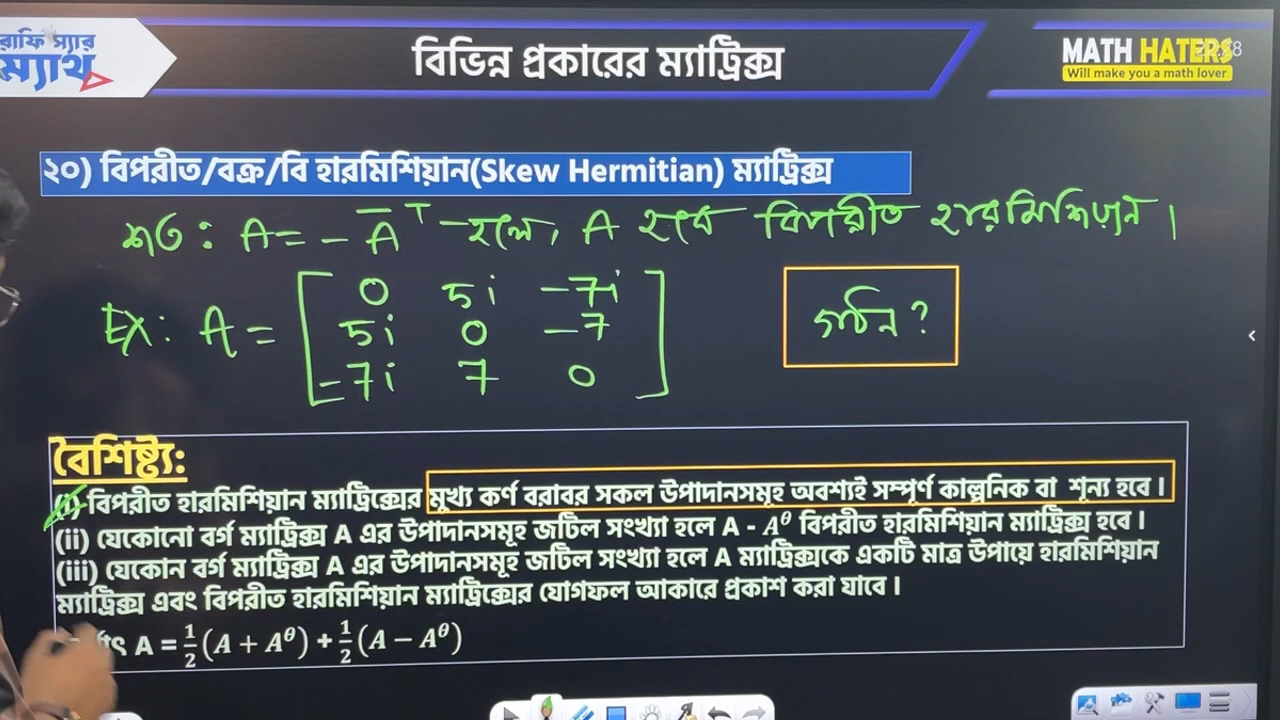 রাফি স্যার
ম্যাথ
বিভিন্ন প্রকারের ম্যাট্রিক্স
MATH HATERS
Will make you a math lover
২০) বিপরীত/বক্র/বি হারমিশিয়ান(Skew Hermitian) ম্যাট্রিক্স
শর্ত : A = - A̅ᵀ হলে, A হবে বিপরীত হারমিশিয়ান ।
Ex : A = [ 0 5i -7i
5i 0 -7
-7i 7 0 ]
গঠন ?
বৈশিষ্ট্য:
(i) বিপরীত হারমিশিয়ান ম্যাট্রিক্সের মুখ্য কর্ণ বরাবর সকল উপাদানসমূহ অবশ্যই সম্পূর্ণ কাল্পনিক বা শূন্য হবে ।
(ii) যেকোনো বর্গ ম্যাট্রিক্স A এর উপাদানসমূহ জটিল সংখ্যা হলে A - A^θ বিপরীত হারমিশিয়ান ম্যাট্রিক্স হবে ।
(iii) যেকোন বর্গ ম্যাট্রিক্স A এর উপাদানসমূহ জটিল সংখ্যা হলে A ম্যাট্রিক্সকে একটি মাত্র উপায়ে হারমিশিয়ান
ম্যাট্রিক্স এবং বিপরীত হারমিশিয়ান ম্যাট্রিক্সের যোগফল আকারে প্রকাশ করা যাবে ।
A = 1/2 (A + A^θ) + 1/2 (A − A^θ)